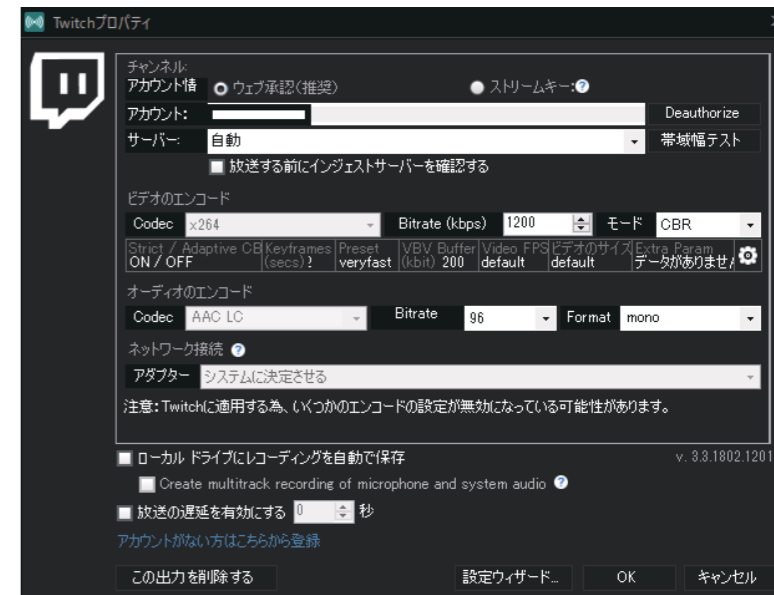 Twitchプロパティ
チャンネル:
アカウント情 ウェブ承認(推奨) ストリームキー:
アカウント: Deauthorize
サーバー: 自動 帯域幅テスト
放送する前にインジェストサーバーを確認する
ビデオのエンコード
Codec x264 Bitrate (kbps) 1200 モード CBR
Strict / Adaptive CB Keyframes Preset VBV Buffer Video FPS ビデオのサイズ Extra Param
ON / OFF (secs) 2 veryfast (kbit) 200 default default データがありませ
オーディオのエンコード
Codec AAC LC Bitrate 96 Format mono
ネットワーク接続
アダプター システムに決定させる
注意: Twitchに適用する為、いくつかのエンコードの設定が無効になっている可能性があります。
ローカル ドライブにレコーディングを自動で保存 v. 3.3.1802.1201
Create multitrack recording of microphone and system audio
放送の遅延を有効にする 0 秒
アカウントがない方はこちらから登録
この出力を削除する 設定ウィザード... OK キャンセル